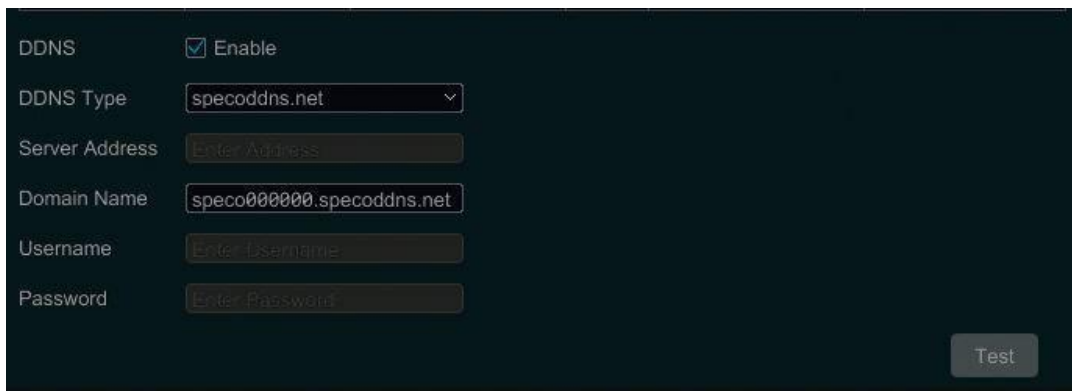 DDNS Enable
DDNS Type specoddns.net
Server Address Enter Address
Domain Name speco000000.specoddns.net
Username Enter Username
Password Enter Password
Test